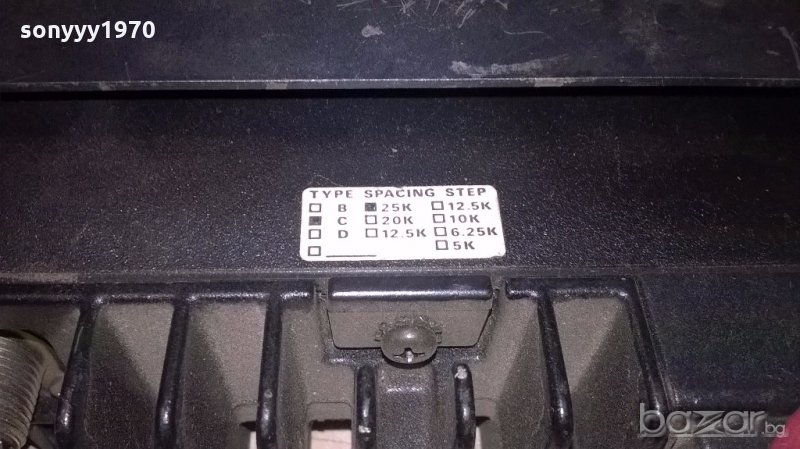 sonyyy1970
TYPE SPACING STEP
B 25K 12.5K
C 20K 10K
D 12.5K 6.25K
5K
bazar.bg